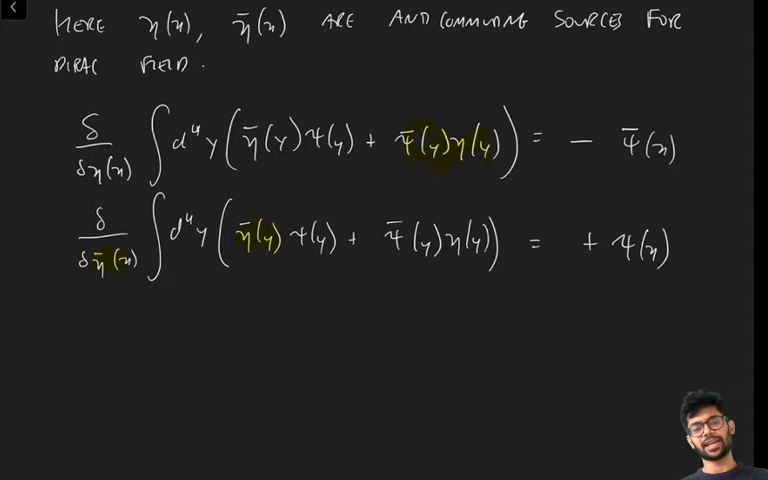 HERE η(x), η̄(x) ARE ANTICOMMUTING SOURCES FOR
DIRAC FIELD.
δ/δη(x) ∫ d⁴y ( η̄(y)ψ(y) + ψ̄(y)η(y) ) = − ψ̄(x)
δ/δη̄(x) ∫ d⁴y ( η̄(y) ψ(y) + ψ̄(y)η(y) ) = + ψ(x)